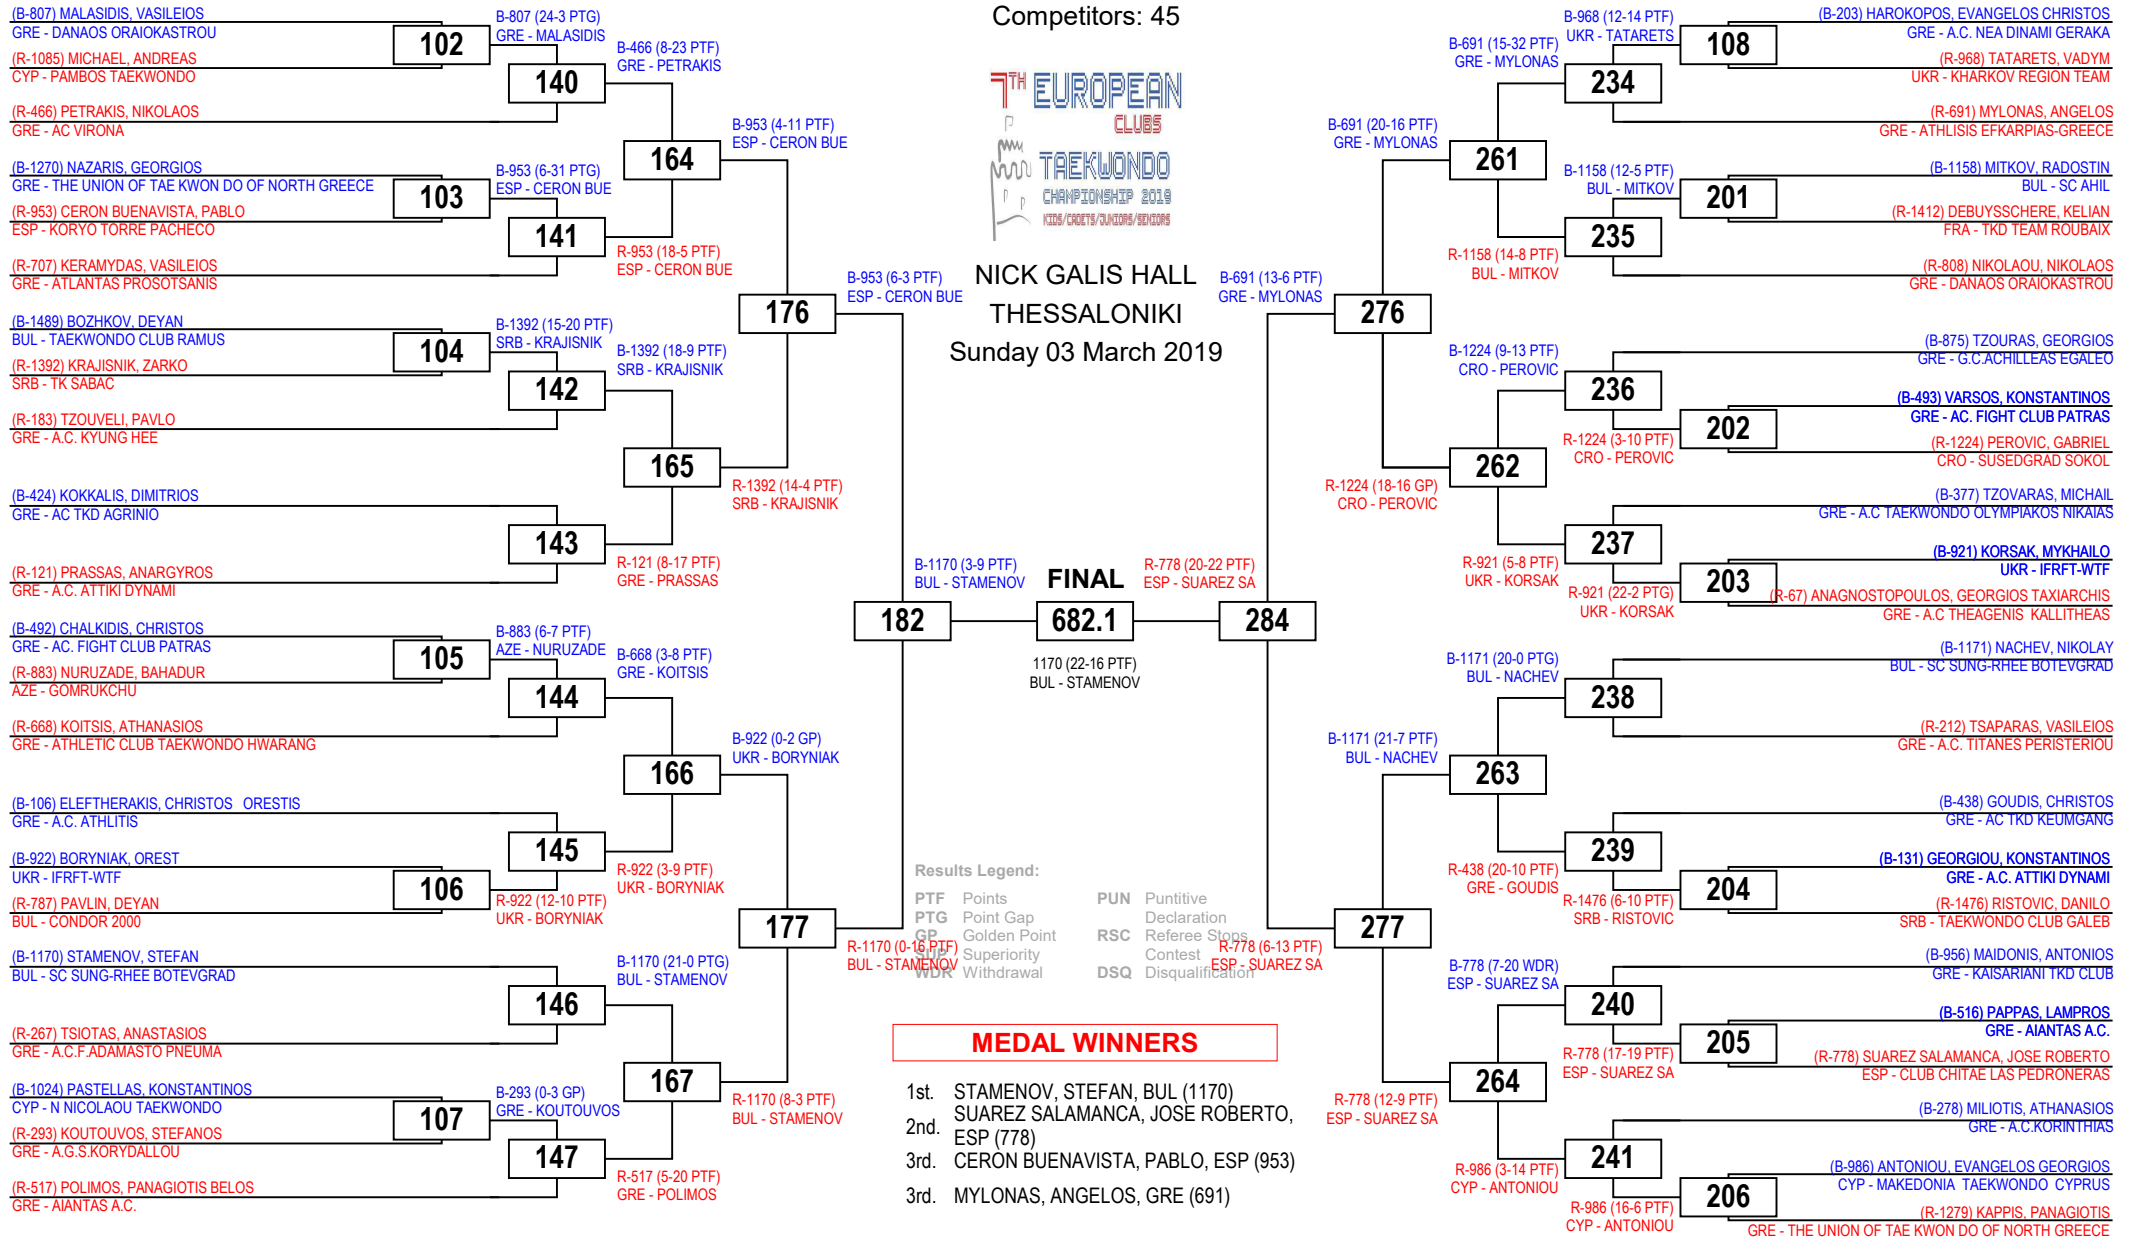 Competitors: 45
7TH EUROPEAN
CLUBS
TAEKWONDO
CHAMPIONSHIP 2019
KIDS/CADETS/JUNIORS/SENIORS
NICK GALIS HALL
THESSALONIKI
Sunday 03 March 2019
(B-807) MALASIDIS, VASILEIOS
GRE - DANAOS ORAIOKASTROU
(R-1085) MICHAEL, ANDREAS
CYP - PAMBOS TAEKWONDO
(R-466) PETRAKIS, NIKOLAOS
GRE - AC VIRONA
(B-1270) NAZARIS, GEORGIOS
GRE - THE UNION OF TAE KWON DO OF NORTH GREECE
(R-953) CERON BUENAVISTA, PABLO
ESP - KORYO TORRE PACHECO
(R-707) KERAMYDAS, VASILEIOS
GRE - ATLANTAS PROSOTSANIS
(B-1489) BOZHKOV, DEYAN
BUL - TAEKWONDO CLUB RAMUS
(R-1392) KRAJISNIK, ZARKO
SRB - TK SABAC
(R-183) TZOUVELI, PAVLO
GRE - A.C. KYUNG HEE
(B-424) KOKKALIS, DIMITRIOS
GRE - AC TKD AGRINIO
(R-121) PRASSAS, ANARGYROS
GRE - A.C. ATTIKI DYNAMI
(B-492) CHALKIDIS, CHRISTOS
GRE - AC. FIGHT CLUB PATRAS
(R-883) NURUZADE, BAHADUR
AZE - GOMRUKCHU
(R-668) KOITSIS, ATHANASIOS
GRE - ATHLETIC CLUB TAEKWONDO HWARANG
(B-106) ELEFTHERAKIS, CHRISTOS ORESTIS
GRE - A.C. ATHLITIS
(B-922) BORYNIAK, OREST
UKR - IFRFT-WTF
(R-787) PAVLIN, DEYAN
BUL - CONDOR 2000
(B-1170) STAMENOV, STEFAN
BUL - SC SUNG-RHEE BOTEVGRAD
(R-267) TSIOTAS, ANASTASIOS
GRE - A.C.F.ADAMASTO PNEUMA
(B-1024) PASTELLAS, KONSTANTINOS
CYP - N NICOLAOU TAEKWONDO
(R-293) KOUTOUVOS, STEFANOS
GRE - A.G.S.KORYDALLOU
(R-517) POLIMOS, PANAGIOTIS BELOS
GRE - AIANTAS A.C.
102
103
104
105
106
107
B-807 (24-3 PTG)
GRE - MALASIDIS
B-953 (6-31 PTG)
ESP - CERON BUE
B-1392 (15-20 PTF)
SRB - KRAJISNIK
B-883 (6-7 PTF)
AZE - NURUZADE
R-922 (12-10 PTF)
UKR - BORYNIAK
B-293 (0-3 GP)
GRE - KOUTOUVOS
140
141
142
143
144
145
146
147
B-466 (8-23 PTF)
GRE - PETRAKIS
R-953 (18-5 PTF)
ESP - CERON BUE
B-1392 (18-9 PTF)
SRB - KRAJISNIK
R-121 (8-17 PTF)
GRE - PRASSAS
B-668 (3-8 PTF)
GRE - KOITSIS
R-922 (3-9 PTF)
UKR - BORYNIAK
B-1170 (21-0 PTG)
BUL - STAMENOV
R-517 (5-20 PTF)
GRE - POLIMOS
164
165
166
167
B-953 (4-11 PTF)
ESP - CERON BUE
R-1392 (14-4 PTF)
SRB - KRAJISNIK
B-922 (0-2 GP)
UKR - BORYNIAK
R-1170 (8-3 PTF)
BUL - STAMENOV
176
177
B-953 (6-3 PTF)
ESP - CERON BUE
R-1170 (0-16 PTF)
BUL - STAMENOV
182
B-1170 (3-9 PTF)
BUL - STAMENOV
FINAL
682.1
1170 (22-16 PTF)
BUL - STAMENOV
R-778 (20-22 PTF)
ESP - SUAREZ SA
284
B-691 (13-6 PTF)
GRE - MYLONAS
R-778 (6-13 PTF)
ESP - SUAREZ SA
276
277
B-691 (20-16 PTF)
GRE - MYLONAS
R-1224 (18-16 GP)
CRO - PEROVIC
B-1171 (21-7 PTF)
BUL - NACHEV
R-778 (12-9 PTF)
ESP - SUAREZ SA
261
262
263
264
B-691 (15-32 PTF)
GRE - MYLONAS
R-1158 (14-8 PTF)
BUL - MITKOV
B-1224 (9-13 PTF)
CRO - PEROVIC
R-921 (5-8 PTF)
UKR - KORSAK
B-1171 (20-0 PTG)
BUL - NACHEV
R-438 (20-10 PTF)
GRE - GOUDIS
B-778 (7-20 WDR)
ESP - SUAREZ SA
R-986 (3-14 PTF)
CYP - ANTONIOU
234
235
236
237
238
239
240
241
B-968 (12-14 PTF)
UKR - TATARETS
B-1158 (12-5 PTF)
BUL - MITKOV
R-1224 (3-10 PTF)
CRO - PEROVIC
R-921 (22-2 PTG)
UKR - KORSAK
R-1476 (6-10 PTF)
SRB - RISTOVIC
R-778 (17-19 PTF)
ESP - SUAREZ SA
R-986 (16-6 PTF)
CYP - ANTONIOU
108
201
202
203
204
205
206
(B-203) HAROKOPOS, EVANGELOS CHRISTOS
GRE - A.C. NEA DINAMI GERAKA
(R-968) TATARETS, VADYM
UKR - KHARKOV REGION TEAM
(R-691) MYLONAS, ANGELOS
GRE - ATHLISIS EFKARPIAS-GREECE
(B-1158) MITKOV, RADOSTIN
BUL - SC AHIL
(R-1412) DEBUYSSCHERE, KELIAN
FRA - TKD TEAM ROUBAIX
(R-808) NIKOLAOU, NIKOLAOS
GRE - DANAOS ORAIOKASTROU
(B-875) TZOURAS, GEORGIOS
GRE - G.C.ACHILLEAS EGALEO
(B-493) VARSOS, KONSTANTINOS
GRE - AC. FIGHT CLUB PATRAS
(R-1224) PEROVIC, GABRIEL
CRO - SUSEDGRAD SOKOL
(B-377) TZOVARAS, MICHAIL
GRE - A.C TAEKWONDO OLYMPIAKOS NIKAIAS
(B-921) KORSAK, MYKHAILO
UKR - IFRFT-WTF
(R-67) ANAGNOSTOPOULOS, GEORGIOS TAXIARCHIS
GRE - A.C THEAGENIS KALLITHEAS
(B-1171) NACHEV, NIKOLAY
BUL - SC SUNG-RHEE BOTEVGRAD
(R-212) TSAPARAS, VASILEIOS
GRE - A.C. TITANES PERISTERIOU
(B-438) GOUDIS, CHRISTOS
GRE - AC TKD KEUMGANG
(B-131) GEORGIOU, KONSTANTINOS
GRE - A.C. ATTIKI DYNAMI
(R-1476) RISTOVIC, DANILO
SRB - TAEKWONDO CLUB GALEB
(B-956) MAIDONIS, ANTONIOS
GRE - KAISARIANI TKD CLUB
(B-516) PAPPAS, LAMPROS
GRE - AIANTAS A.C.
(R-778) SUAREZ SALAMANCA, JOSE ROBERTO
ESP - CLUB CHITAE LAS PEDRONERAS
(B-278) MILIOTIS, ATHANASIOS
GRE - A.C.KORINTHIAS
(B-986) ANTONIOU, EVANGELOS GEORGIOS
CYP - MAKEDONIA TAEKWONDO CYPRUS
(R-1279) KAPPIS, PANAGIOTIS
GRE - THE UNION OF TAE KWON DO OF NORTH GREECE
Results Legend:
PTF Points
PTG Point Gap
GP Golden Point
SUP Superiority
WDR Withdrawal
PUN Puntitive
Declaration
RSC Referee Stops
Contest
DSQ Disqualification
MEDAL WINNERS
1st. STAMENOV, STEFAN, BUL (1170)
2nd. SUAREZ SALAMANCA, JOSE ROBERTO,
ESP (778)
3rd. CERON BUENAVISTA, PABLO, ESP (953)
3rd. MYLONAS, ANGELOS, GRE (691)